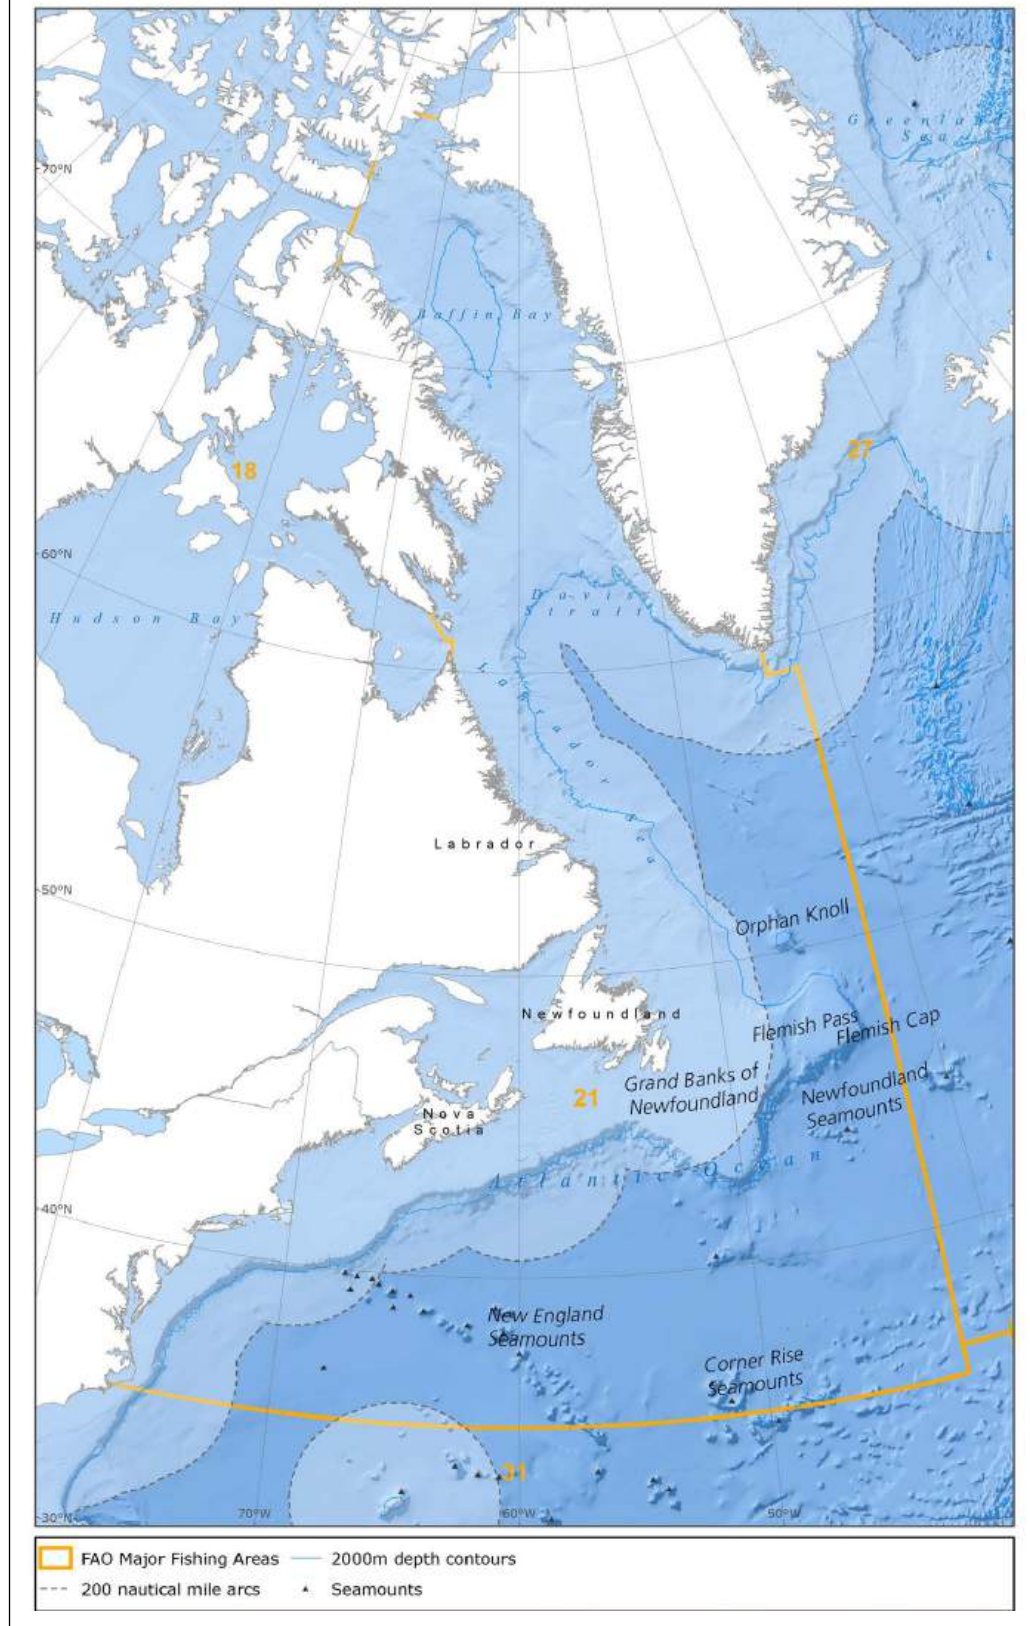 Greenland
Sea
70°N
Baffin Bay
27
18
60°N
Davis
Strait
Hudson Bay
Labrador Sea
Labrador
50°N
Orphan Knoll
Newfoundland
Flemish Pass
Flemish Cap
Grand Banks of
Newfoundland
21
Newfoundland
Seamounts
Nova
Scotia
Atlantic Ocean
40°N
New England
Seamounts
Corner Rise
Seamounts
31
30°N
70°W
60°W
50°W
FAO Major Fishing Areas
2000m depth contours
200 nautical mile arcs
Seamounts